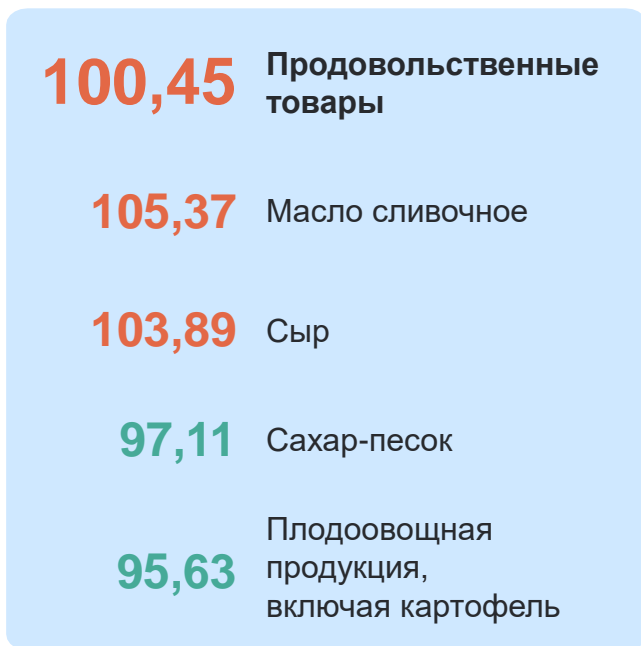 100,45 Продовольственные
товары
105,37 Масло сливочное
103,89 Сыр
97,11 Сахар-песок
Плодоовощная
95,63 продукция,
включая картофель